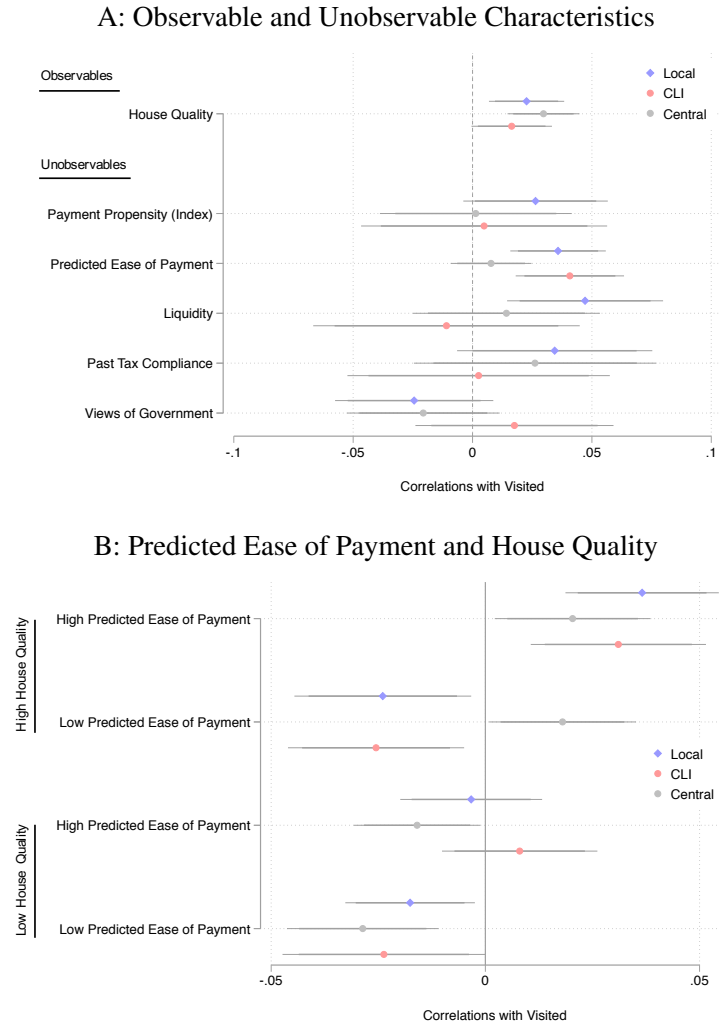 A: Observable and Unobservable Characteristics
Observables
Local
CLI
Central
House Quality
Unobservables
Payment Propensity (Index)
Predicted Ease of Payment
Liquidity
Past Tax Compliance
Views of Government
-.1 -.05 0 .05 .1
Correlations with Visited
B: Predicted Ease of Payment and House Quality
High House Quality
High Predicted Ease of Payment
Low Predicted Ease of Payment
Local
CLI
Central
Low House Quality
High Predicted Ease of Payment
Low Predicted Ease of Payment
-.05 0 .05
Correlations with Visited